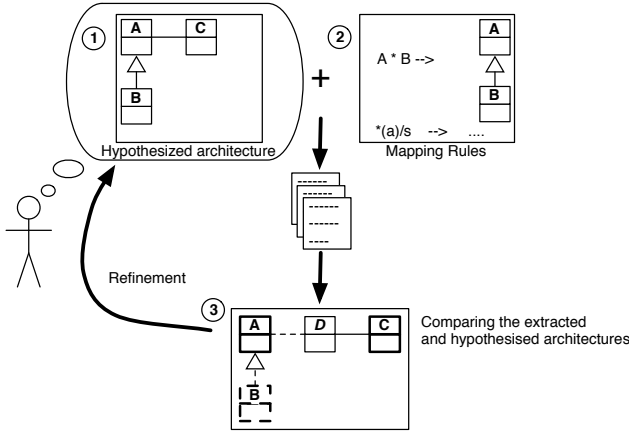 1
A
C
B
Hypothesized architecture
+
2
A * B -->
A
B
*(a)/s --> ....
Mapping Rules
------
------
------
------
----
Refinement
3
A
D
C
B
Comparing the extracted
and hypothesised architectures